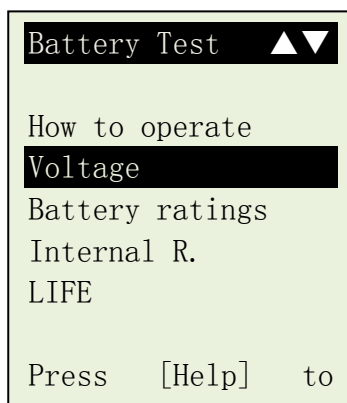 Battery Test ▲▼
How to operate
Voltage
Battery ratings
Internal R.
LIFE
Press [Help] to